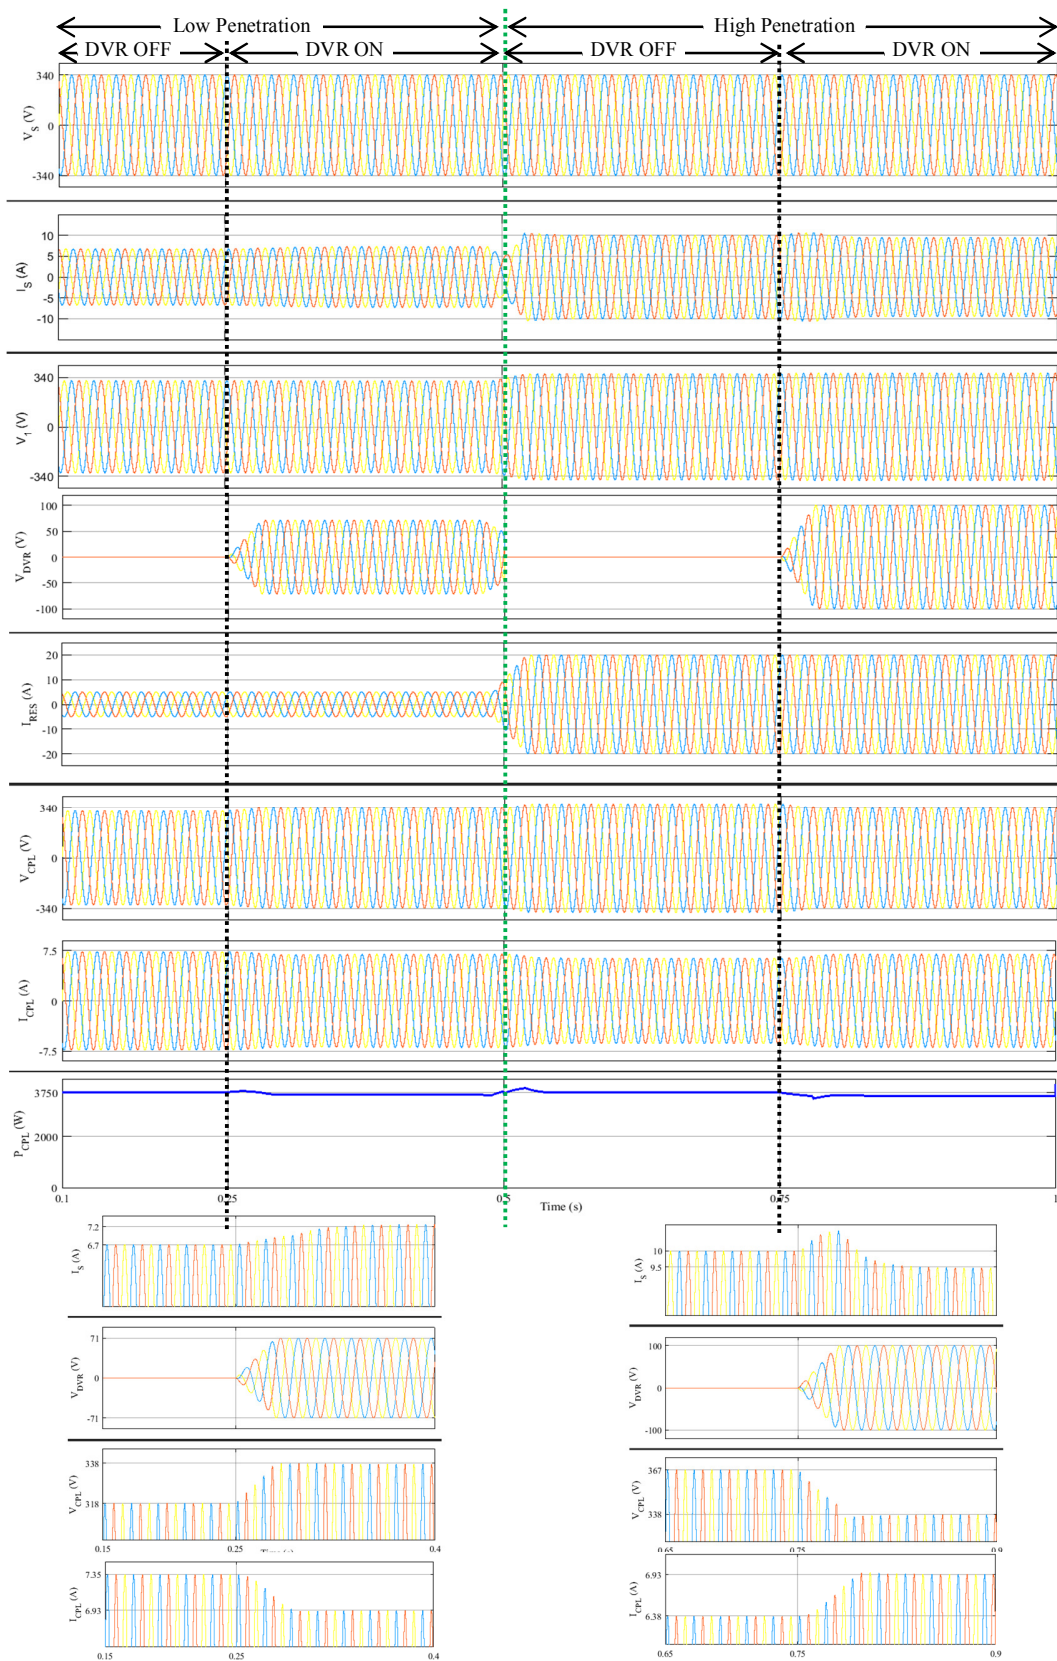 Low Penetration High Penetration
DVR OFF DVR ON DVR OFF DVR ON
340
0
-340
V_S (V)
10
5
0
-5
-10
I_S (A)
340
0
-340
V_1 (V)
100
50
0
-50
-100
V_DVR (V)
20
10
0
-10
-20
I_RES (A)
340
0
-340
V_CPL (V)
7.5
0
-7.5
I_CPL (A)
3750
2000
0
P_CPL (W)
0.1 0.25 0.5 0.75 1
Time (s)
7.2
6.7
I_S (A)
71
0
-71
V_DVR (V)
338
318
V_CPL (V)
0.15 0.25 0.4
7.35
6.93
I_CPL (A)
0.15 0.25 0.4
10
9.5
I_S (A)
100
0
-100
V_DVR (V)
367
338
V_CPL (V)
0.65 0.75 0.9
6.93
6.38
I_CPL (A)
0.65 0.75 0.9